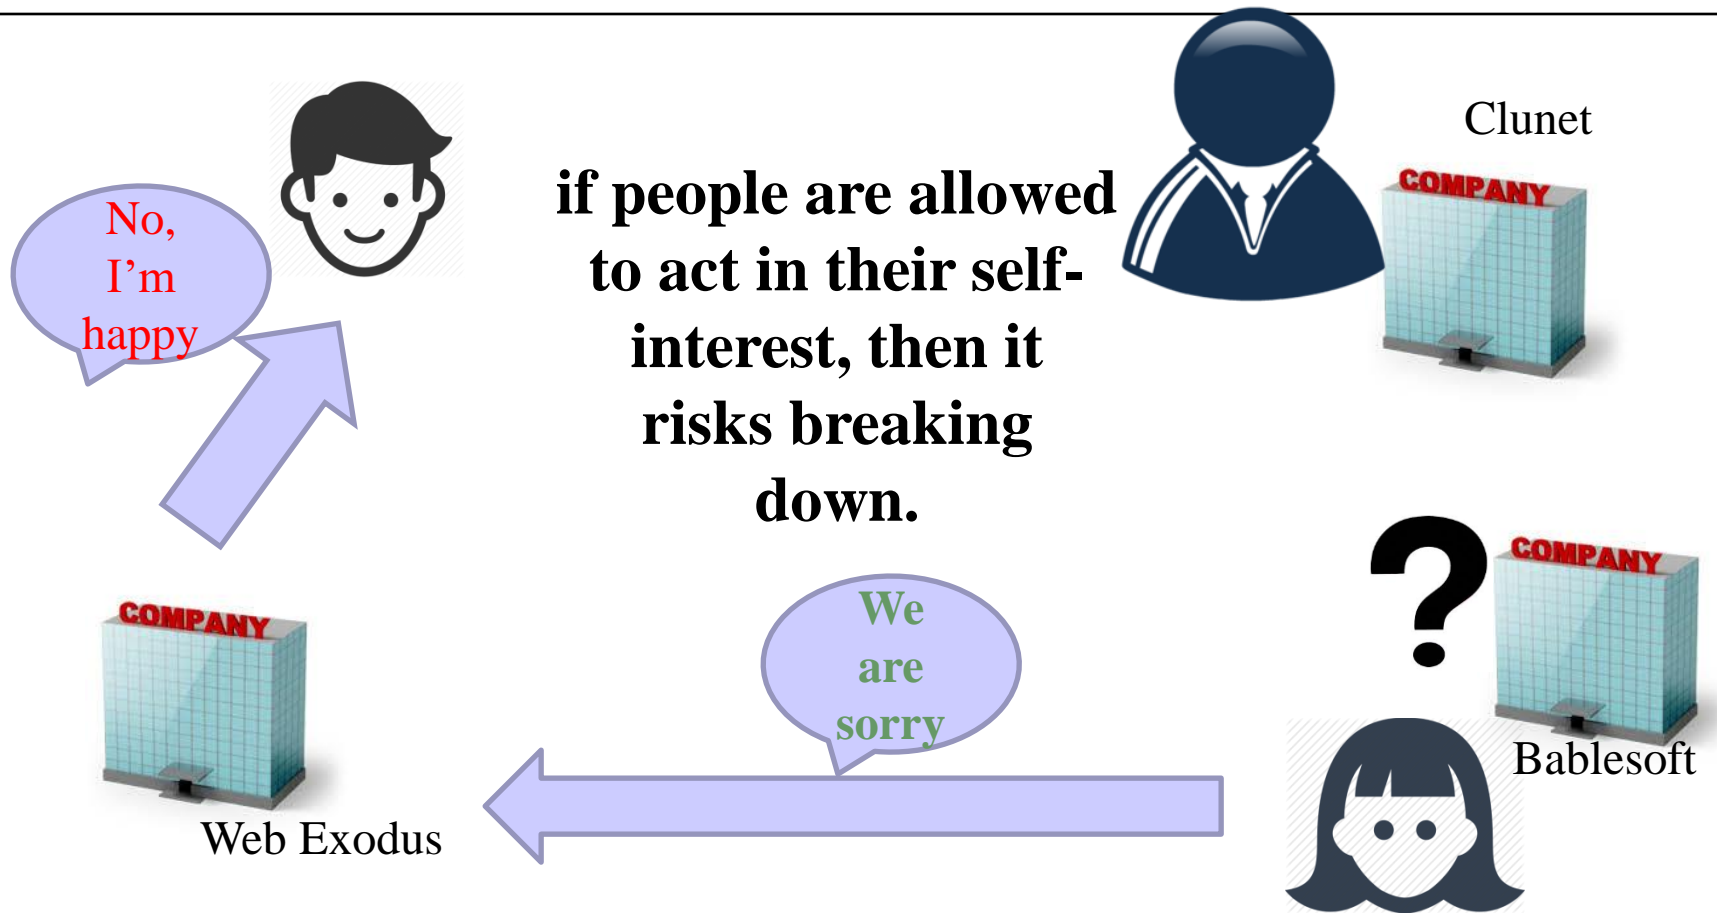 Clunet
COMPANY
No,
I’m
happy
if people are allowed
to act in their self-
interest, then it
risks breaking
down.
COMPANY
COMPANY
We
are
sorry
Bablesoft
Web Exodus